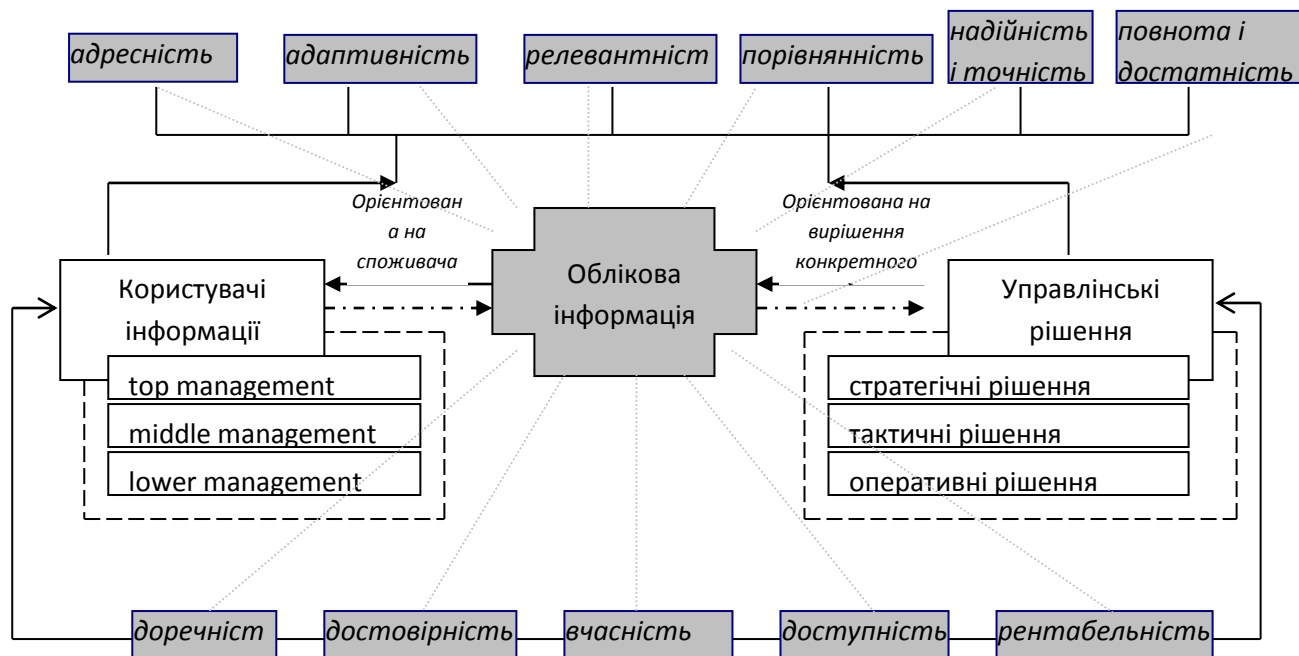 адресність
адаптивність
релевантніст
порівнянність
надійність
і точність
повнота і
достатність
Орієнтован
а на
споживача
Орієнтована на
вирішення
конкретного
Користувачі
інформації
Облікова
інформація
Управлінські
рішення
top management
middle management
lower management
стратегічні рішення
тактичні рішення
оперативні рішення
доречніст
достовірність
вчасність
доступність
рентабельність